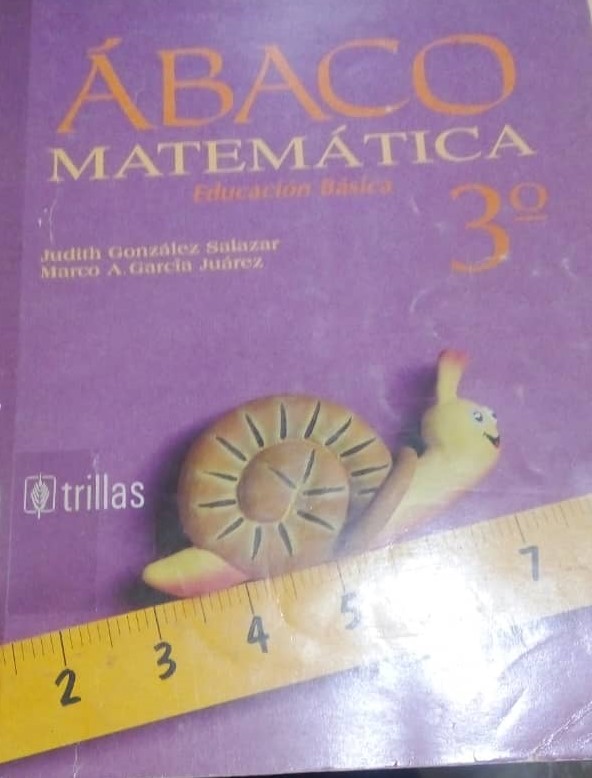 ÁBACO
MATEMÁTICA
Educación Básica
3º
Judith González Salazar
Marco A. García Juárez
trillas
2 3 4 5 7